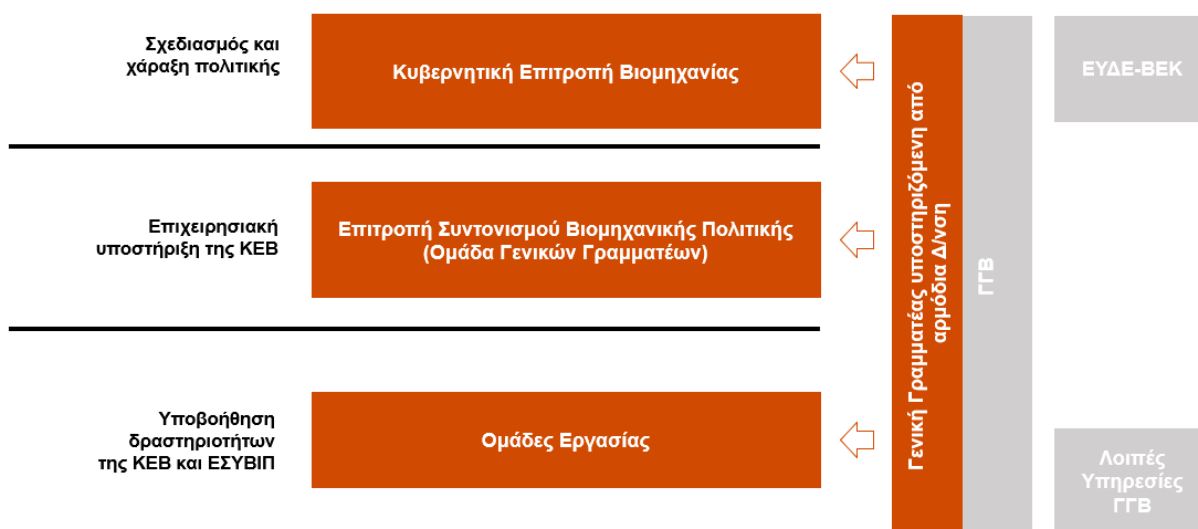 Σχεδιασμός και
χάραξη πολιτικής
Κυβερνητική Επιτροπή Βιομηχανίας
Επιχειρησιακή
υποστήριξη της ΚΕΒ
Επιτροπή Συντονισμού Βιομηχανικής Πολιτικής
(Ομάδα Γενικών Γραμματέων)
Υποβοήθηση
δραστηριοτήτων
της ΚΕΒ και ΕΣΥΒΙΠ
Ομάδες Εργασίας
Γενική Γραμματέας υποστηριζόμενη από
αρμόδια Δ/νση
ΓΓΒ
ΕΥΔΕ-ΒΕΚ
Λοιπές
Υπηρεσίες
ΓΓΒ